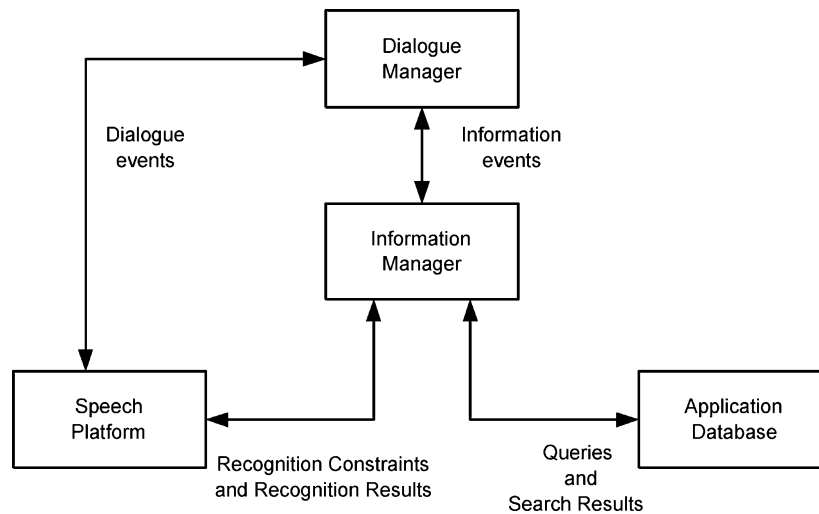 Dialogue
Manager
Dialogue
events
Information
events
Information
Manager
Speech
Platform
Application
Database
Recognition Constraints
and Recognition Results
Queries
and
Search Results